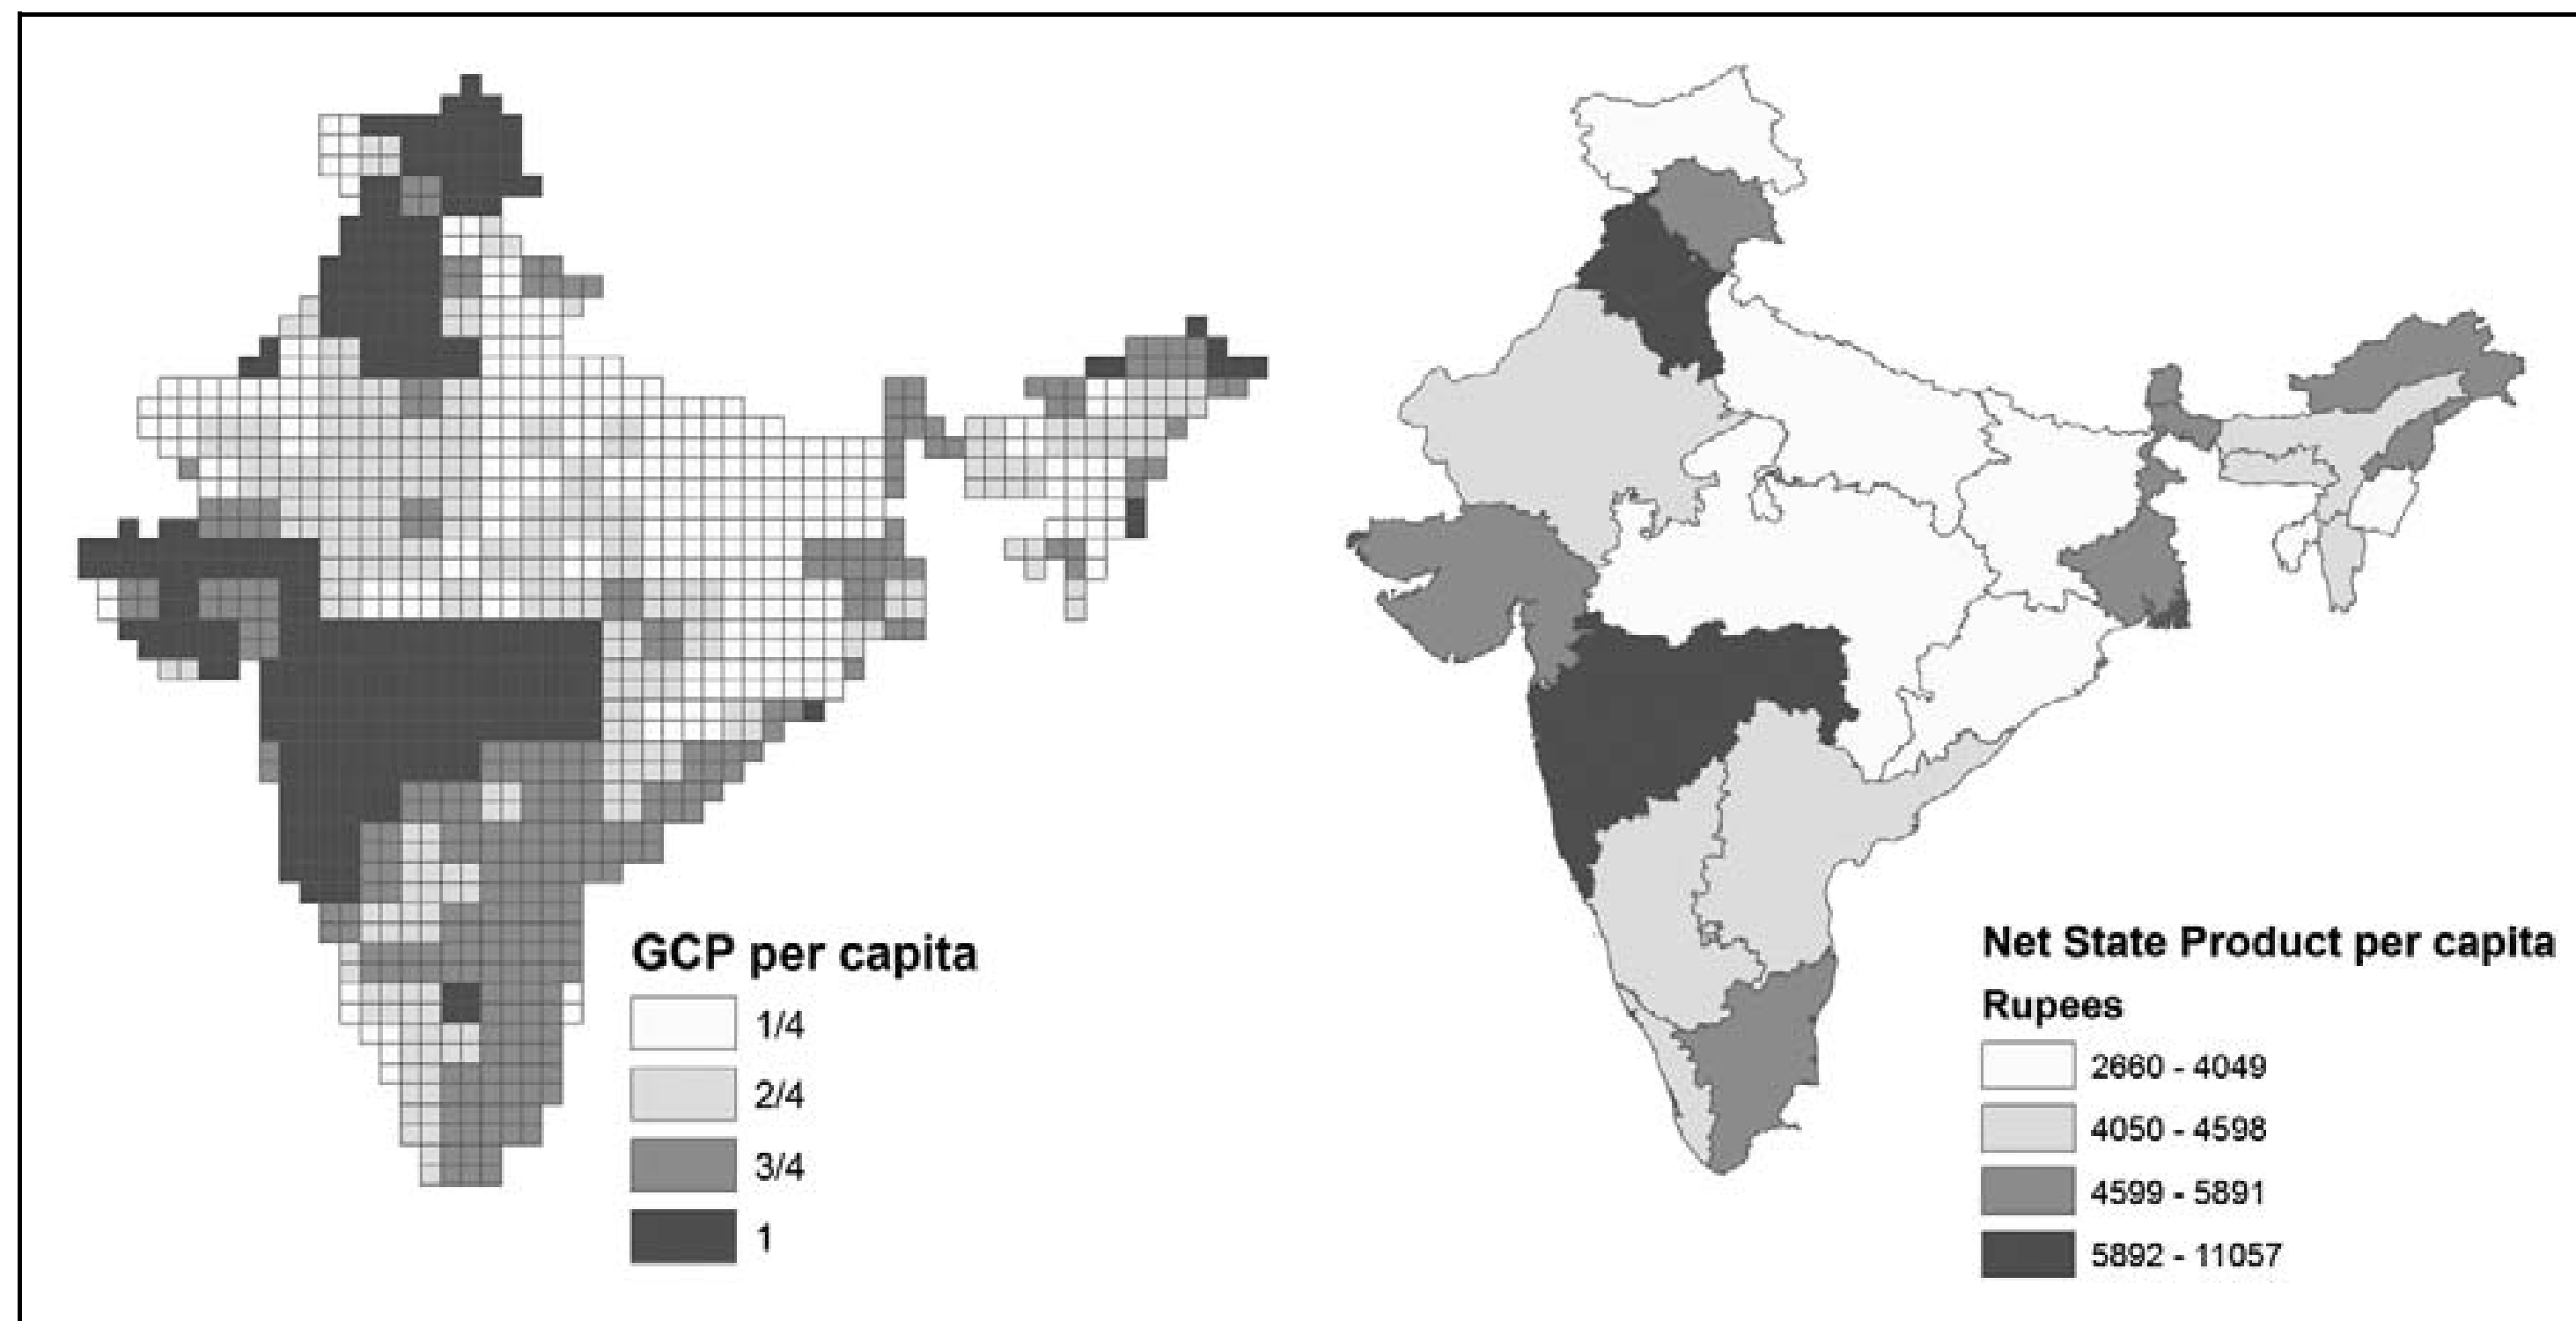 GCP per capita
1/4
2/4
3/4
1
Net State Product per capita
Rupees
2660 - 4049
4050 - 4598
4599 - 5891
5892 - 11057